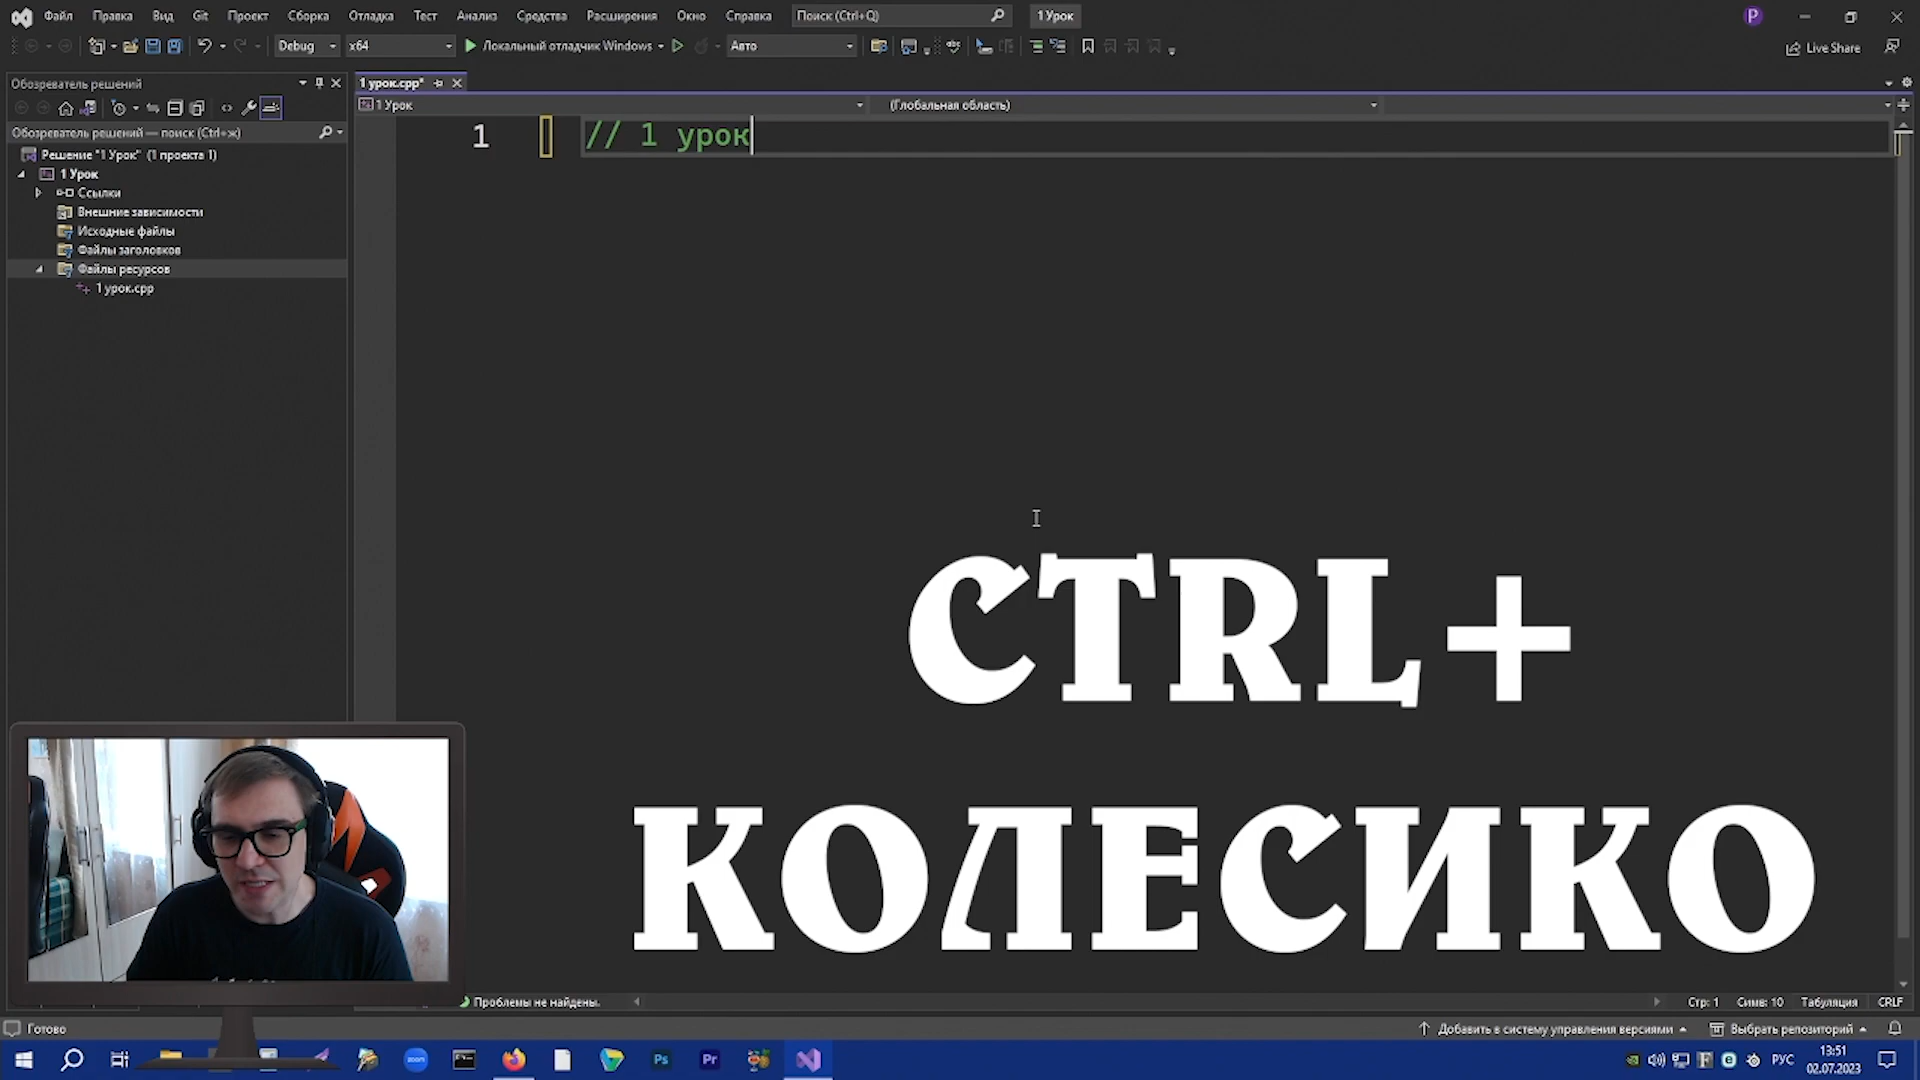 Файл Правка Вид Git Проект Сборка Отладка Тест Анализ Средства Расширения Окно Справка Поиск (Ctrl+Q) 1 Урок P
Debug x64 Локальный отладчик Windows Авто Live Share
Обозреватель решений 1 урок.cpp*
1 Урок (Глобальная область)
Обозреватель решений — поиск (Ctrl+ж)
Решение "1 Урок" (1 проекта 1)
1 Урок
Ссылки
Внешние зависимости
Исходные файлы
Файлы заголовков
Файлы ресурсов
1 урок.cpp
1 // 1 урок
CTRL+
КОЛЕСИКО
Проблемы не найдены. Стр: 1 Симв: 10 Табуляция CRLF
Готово Добавить в систему управления версиями Выбрать репозиторий
zoom Ps Pr РУС 13:51
02.07.2023